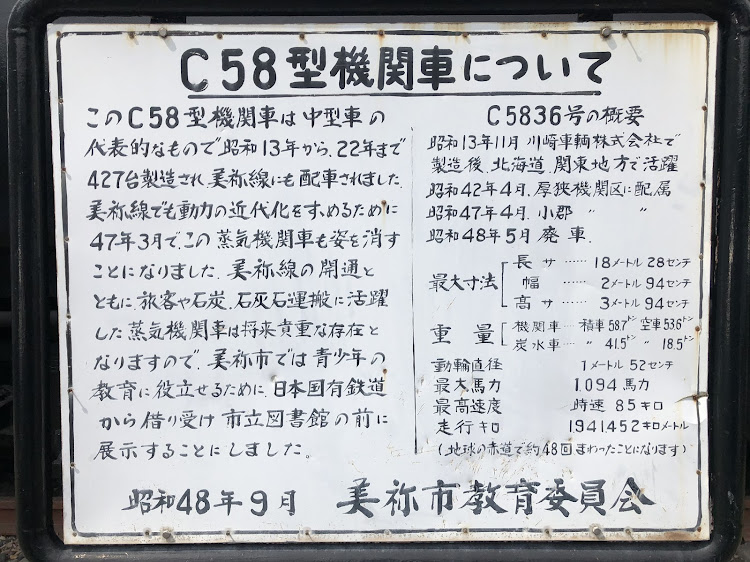 C58型機関車について
このC58型機関車は中型車の
代表的なもので昭和13年から、22年まで
427台製造され、美祢線にも配車されました。
美祢線でも動力の近代化をすゝめるために
47年3月で、この蒸気機関車も姿を消す
ことになりました。美祢線の開通と
ともに、旅客や石炭、石灰石運搬に活躍
した蒸気機関車は将来貴重な存在と
なりますので、美祢市では青少年の
教育に役立せるために、日本国有鉄道
から借り受け市立図書館の前に
展示することにしました。
C5836号の概要
昭和13年11月川崎車輌株式会社で
製造後、北海道、関東地方で活躍
昭和42年4月、厚狭機関区に配属
昭和47年4月、小郡 〃 〃
昭和48年5月 廃車.
最大寸法 長サ……18メートル28センチ
幅……2メートル94センチ
高サ……3メートル94センチ
重量 機関車…積車58.7トン空車53.6トン
炭水車…〃41.5トン〃18.5トン
動輪直径 1メートル52センチ
最大馬力 1.094馬力
最高速度 時速85キロ
走行キロ 1941452キロメートル
(地球の赤道で約48回まわったことになります)
昭和48年9月 美祢市教育委員会